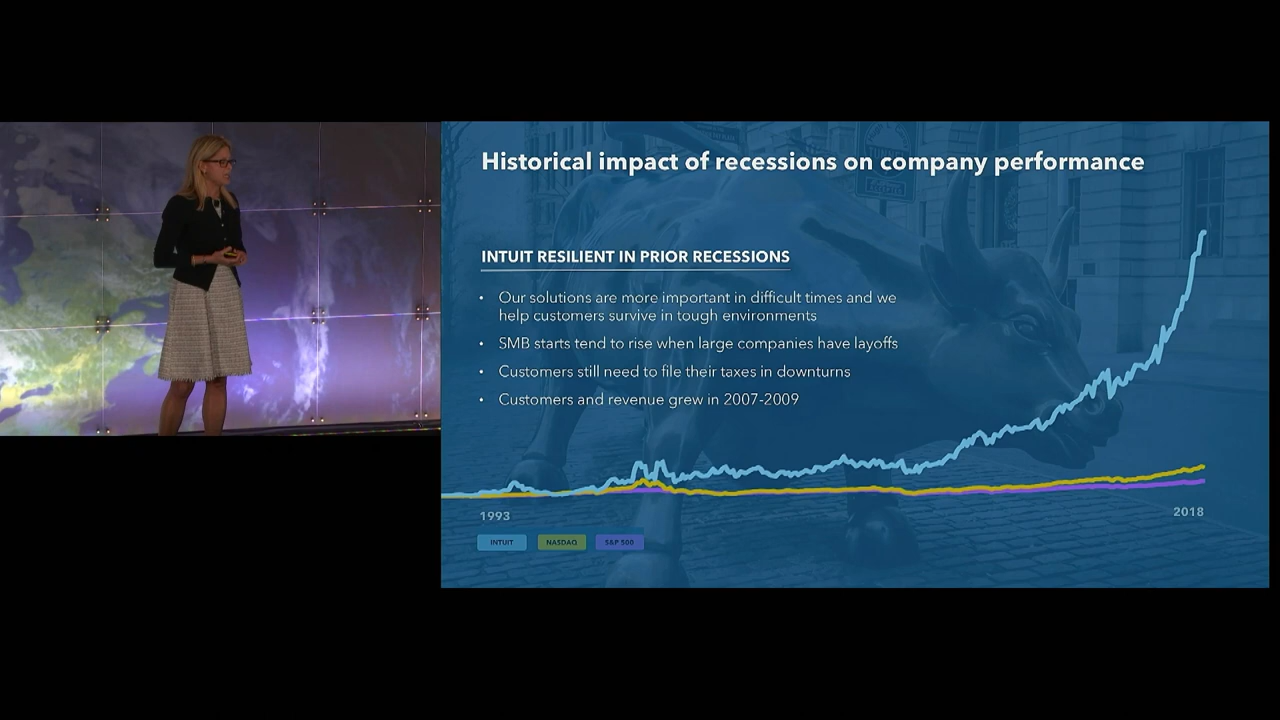 Historical impact of recessions on company performance
INTUIT RESILIENT IN PRIOR RECESSIONS
• Our solutions are more important in difficult times and we
help customers survive in tough environments
• SMB starts tend to rise when large companies have layoffs
• Customers still need to file their taxes in downturns
• Customers and revenue grew in 2007-2009
1993
2018
INTUIT
NASDAQ
S&P 500